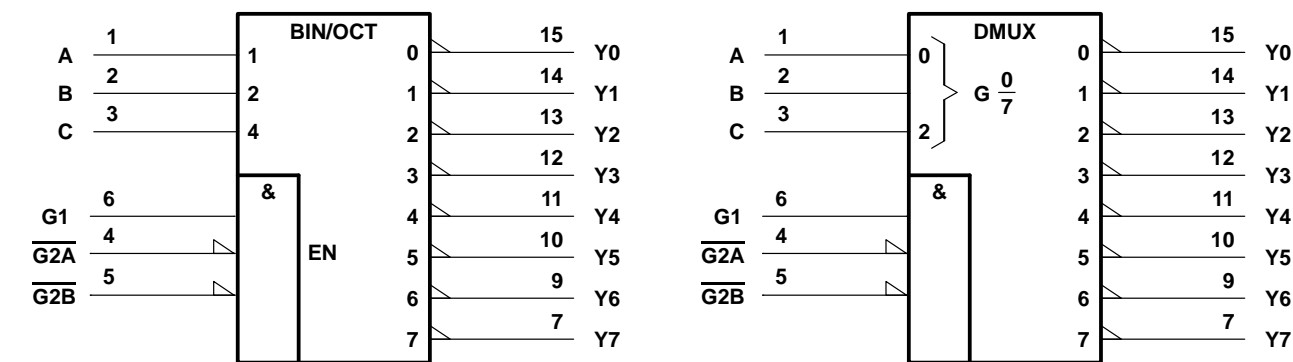 BIN/OCT
A 1 1 0 15 Y0
B 2 2 1 14 Y1
C 3 4 2 13 Y2
3 12 Y3
&
G1 6 4 11 Y4
G2A 4 EN 5 10 Y5
G2B 5 6 9 Y6
7 7 Y7
DMUX
A 1 0 0 15 Y0
B 2 G 0/7 1 14 Y1
C 3 2 2 13 Y2
3 12 Y3
&
G1 6 4 11 Y4
G2A 4 5 10 Y5
G2B 5 6 9 Y6
7 7 Y7